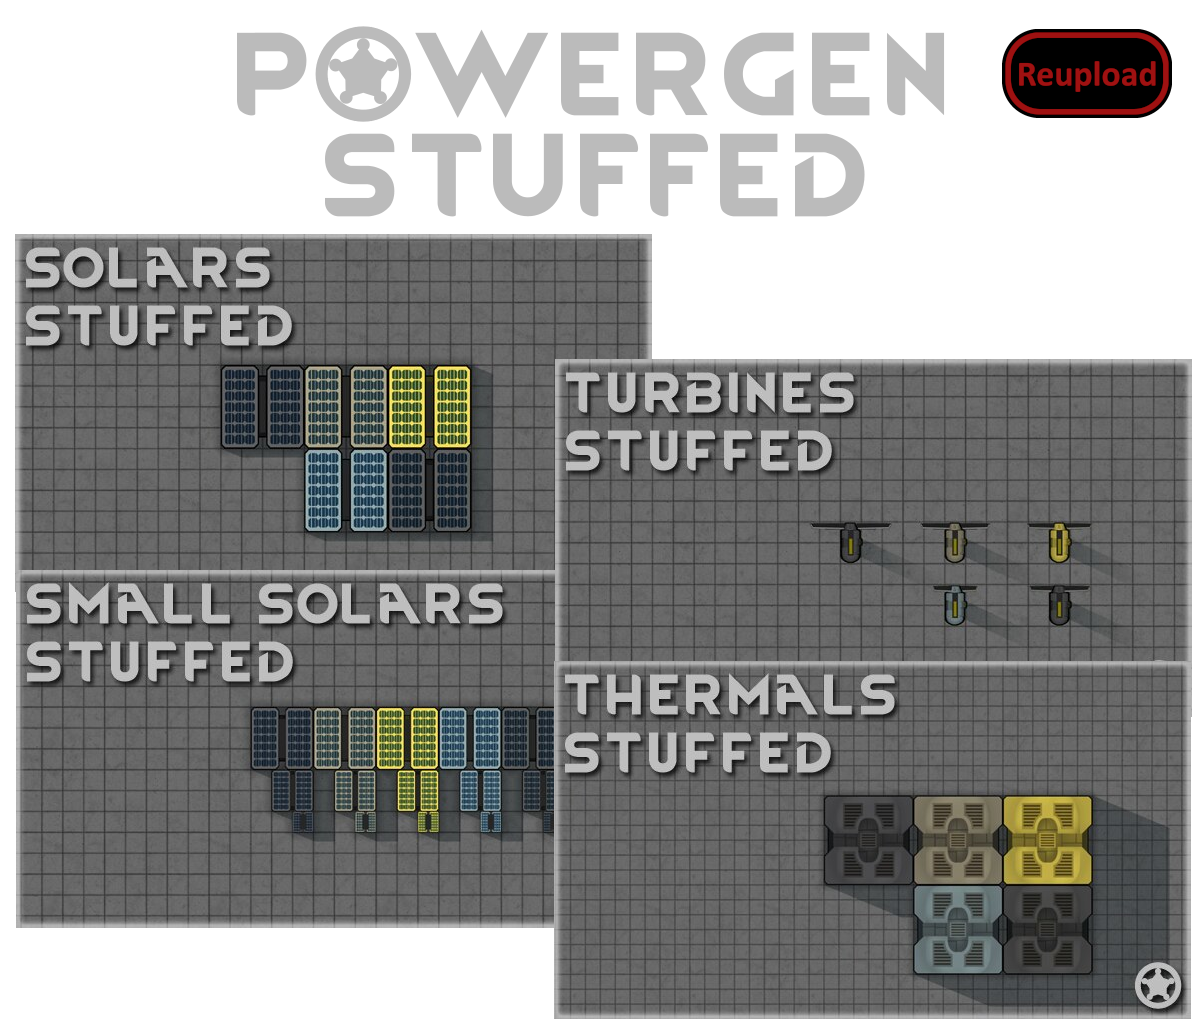 POWERGEN
STUFFED
Reupload
SOLARS
STUFFED
TURBINES
STUFFED
SMALL SOLARS
STUFFED
THERMALS
STUFFED